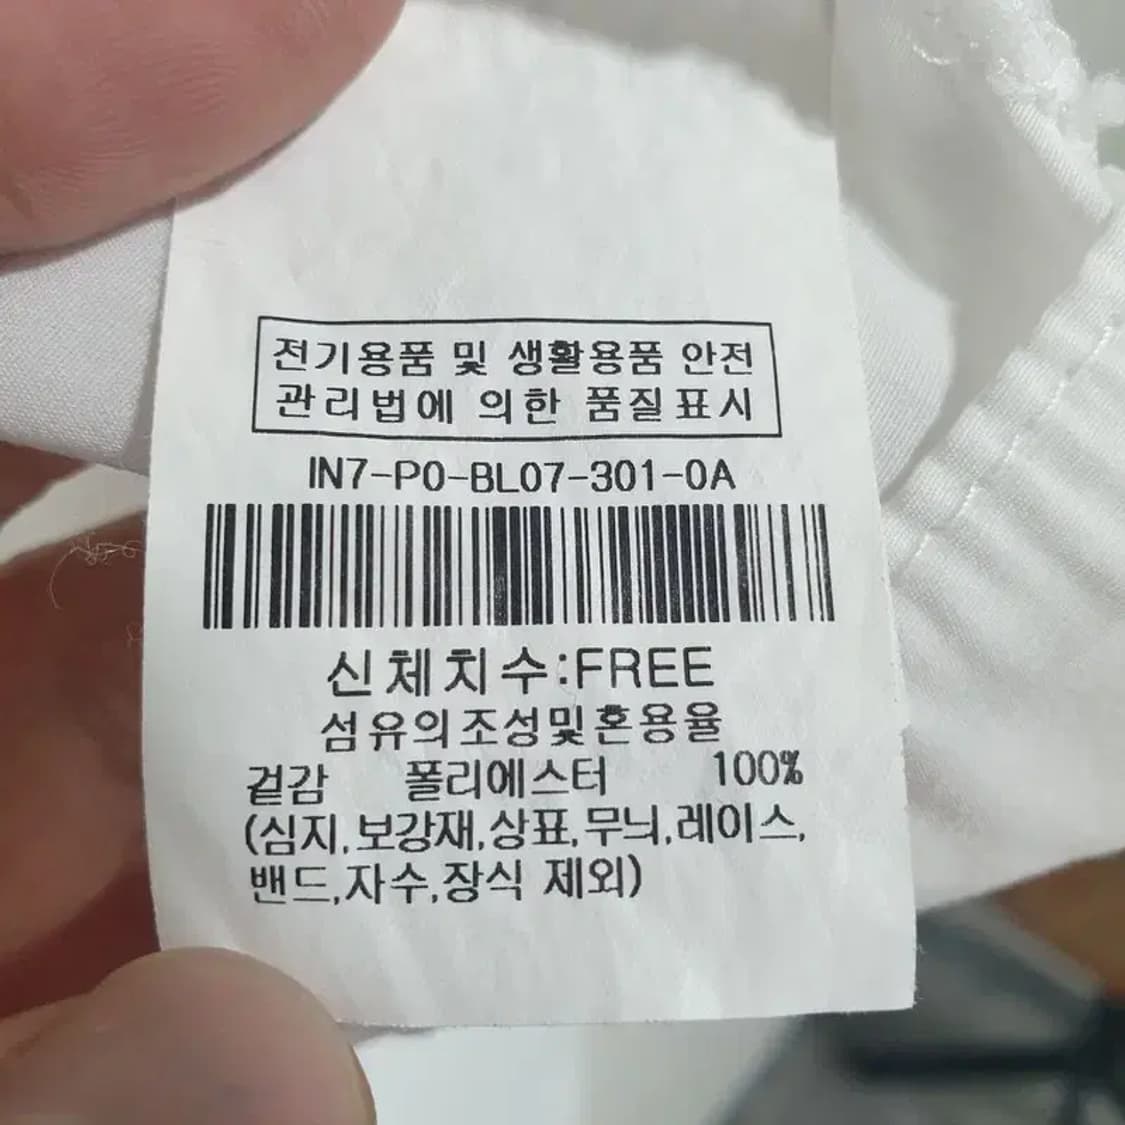 전기용품 및 생활용품 안전
관리법에 의한 품질표시
IN7-P0-BL07-301-0A
신체치수:FREE
섬유의조성및혼용율
겉감 폴리에스터 100%
(심지,보강재,상표,무늬,레이스,
밴드,자수,장식 제외)